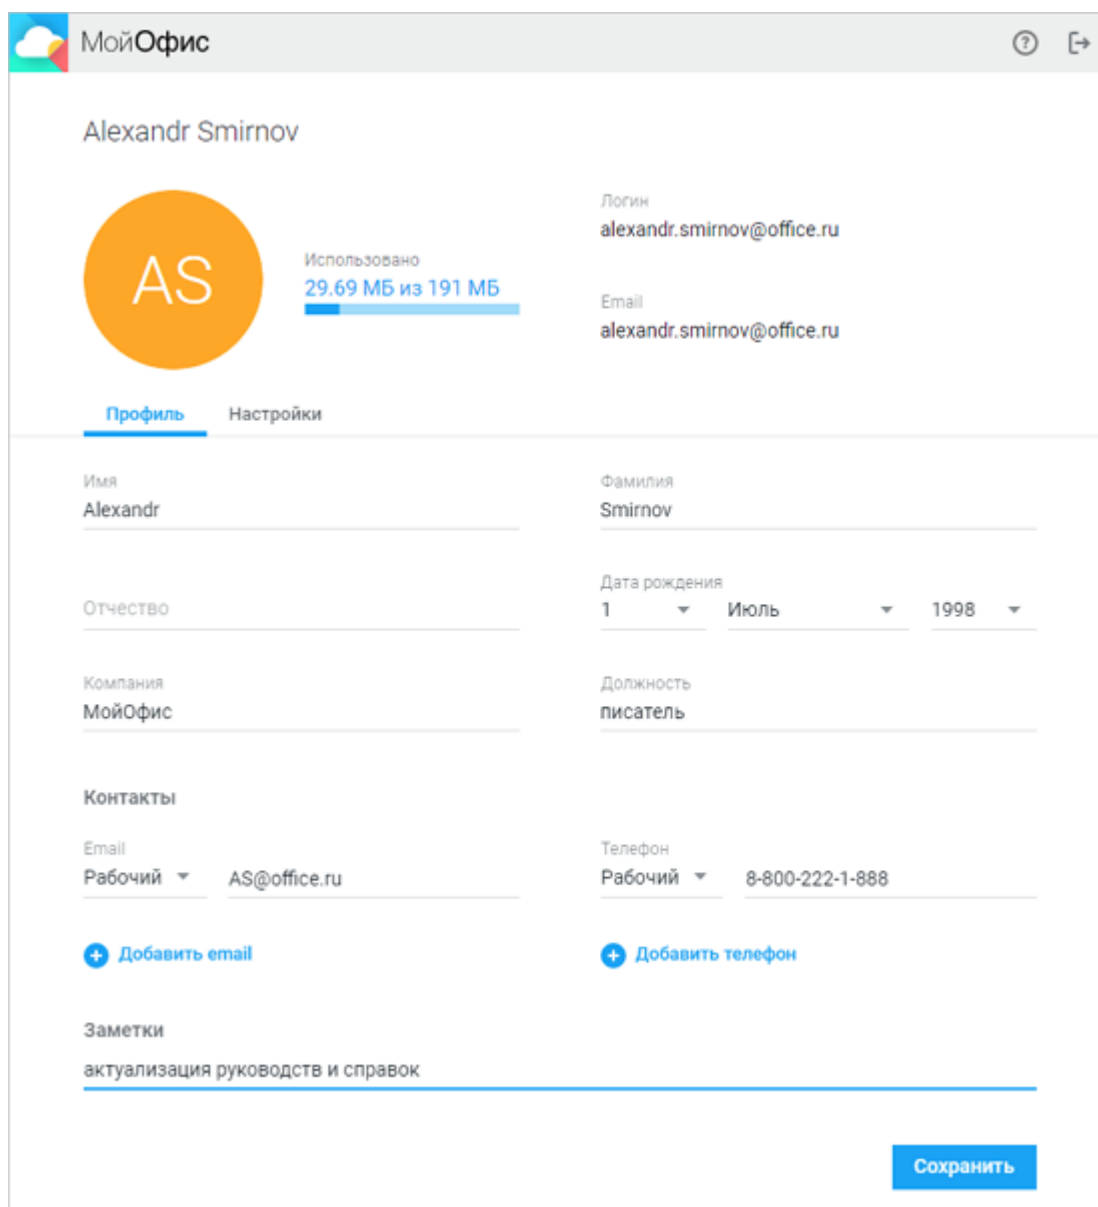 МойОфис
Alexandr Smirnov
AS
Использовано
29.69 МБ из 191 МБ
Логин
alexandr.smirnov@office.ru
Email
alexandr.smirnov@office.ru
Профиль Настройки
Имя Фамилия
Alexandr Smirnov
Дата рождения
Отчество 1 Июль 1998
Компания Должность
МойОфис писатель
Контакты
Email Телефон
Рабочий AS@office.ru Рабочий 8-800-222-1-888
Добавить email Добавить телефон
Заметки
актуализация руководств и справок
Сохранить